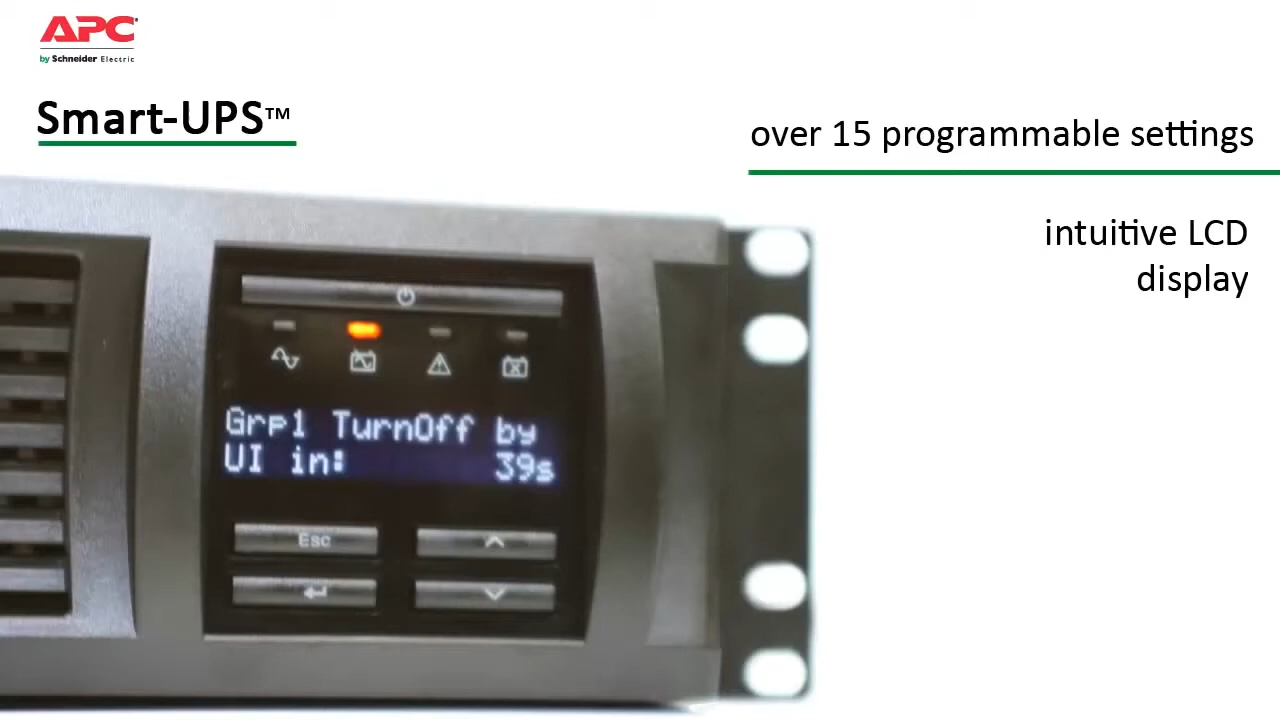 APC
by Schneider Electric
Smart-UPS™
over 15 programmable settings
intuitive LCD
display
Grp1 TurnOff by
UI in: 39s
Esc